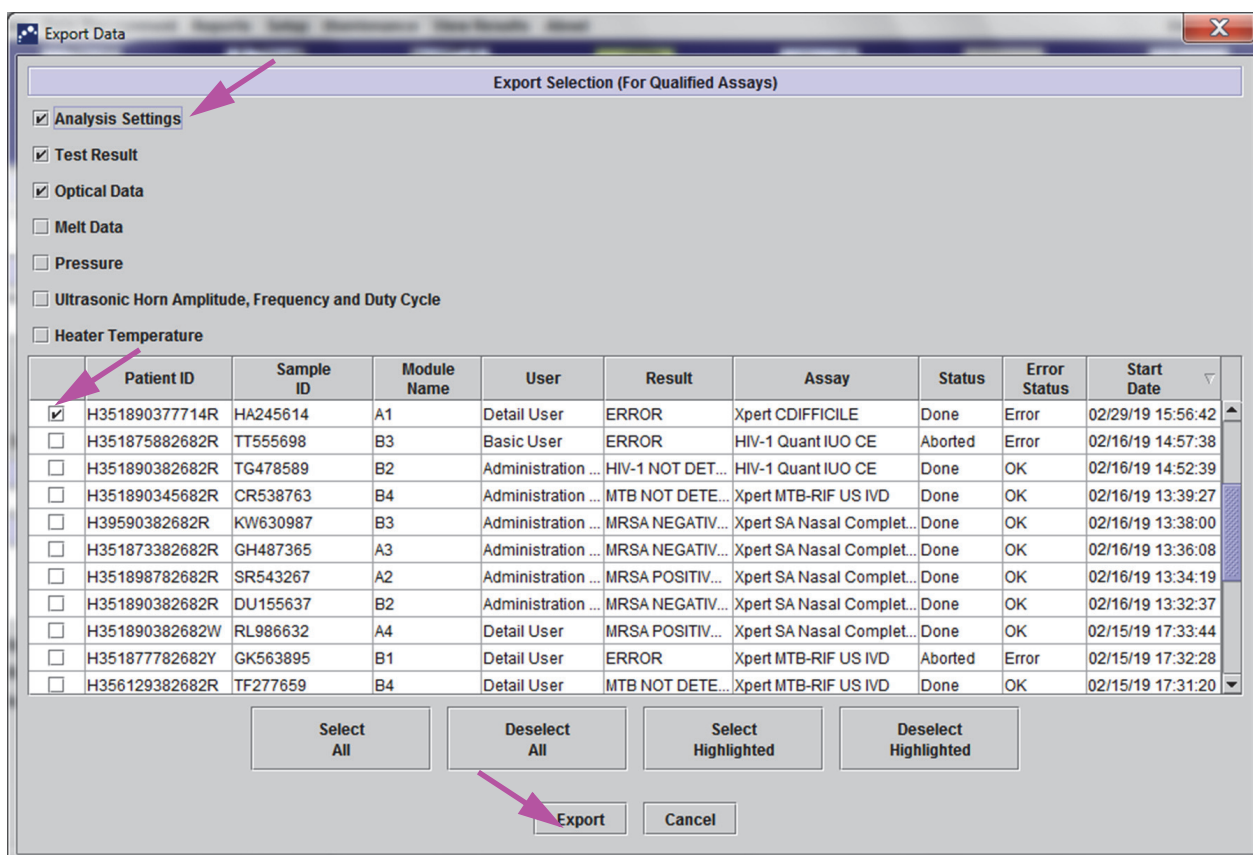 Export Data
Export Selection (For Qualified Assays)
Analysis Settings
Test Result
Optical Data
Melt Data
Pressure
Ultrasonic Horn Amplitude, Frequency and Duty Cycle
Heater Temperature
Patient ID Sample ID Module Name User Result Assay Status Error Status Start Date
H351890377714R HA245614 A1 Detail User ERROR Xpert CDIFFICILE Done Error 02/29/19 15:56:42
H351875882682R TT555698 B3 Basic User ERROR HIV-1 Quant IUO CE Aborted Error 02/16/19 14:57:38
H351890382682R TG478589 B2 Administration ... HIV-1 NOT DET... HIV-1 Quant IUO CE Done OK 02/16/19 14:52:39
H351890345682R CR538763 B4 Administration ... MTB NOT DETE... Xpert MTB-RIF US IVD Done OK 02/16/19 13:39:27
H39590382682R KW630987 B3 Administration ... MRSA NEGATIV... Xpert SA Nasal Complet... Done OK 02/16/19 13:38:00
H351873382682R GH487365 A3 Administration ... MRSA NEGATIV... Xpert SA Nasal Complet... Done OK 02/16/19 13:36:08
H351898782682R SR543267 A2 Administration ... MRSA POSITIV... Xpert SA Nasal Complet... Done OK 02/16/19 13:34:19
H351890382682R DU155637 B2 Administration ... MRSA NEGATIV... Xpert SA Nasal Complet... Done OK 02/16/19 13:32:37
H351890382682W RL986632 A4 Detail User MRSA POSITIV... Xpert SA Nasal Complet... Done OK 02/15/19 17:33:44
H351877782682Y GK563895 B1 Detail User ERROR Xpert MTB-RIF US IVD Aborted Error 02/15/19 17:32:28
H356129382682R TF277659 B4 Detail User MTB NOT DETE... Xpert MTB-RIF US IVD Done OK 02/15/19 17:31:20
Select All Deselect All Select Highlighted Deselect Highlighted
Export Cancel